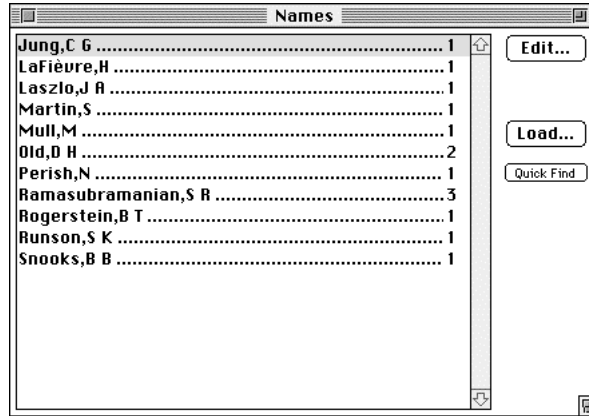 Names
Jung,C G ........................................................... 1
LaFièvre,H ........................................................ 1
Laszlo,J A ......................................................... 1
Martin,S ............................................................ 1
Mull,M ............................................................... 1
Old,D H .............................................................. 2
Perish,N ............................................................ 1
Ramasubramanian,S R ........................................ 3
Rogerstein,B T .................................................. 1
Runson,S K ........................................................ 1
Snooks,B B ........................................................ 1
Edit...
Load...
Quick Find